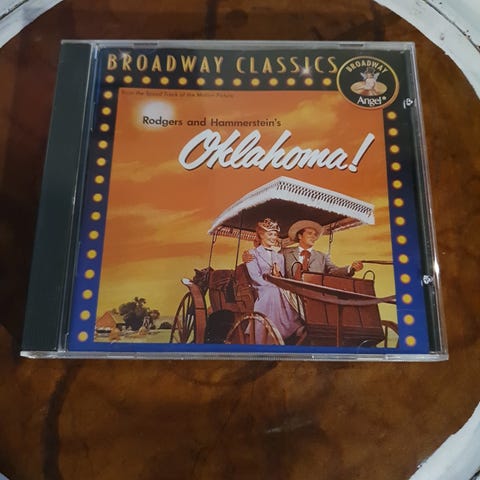 BROADWAY CLASSICS
BROADWAY
Angel
from the Sound Track of the Motion Picture
Rodgers and Hammerstein's
Oklahoma!